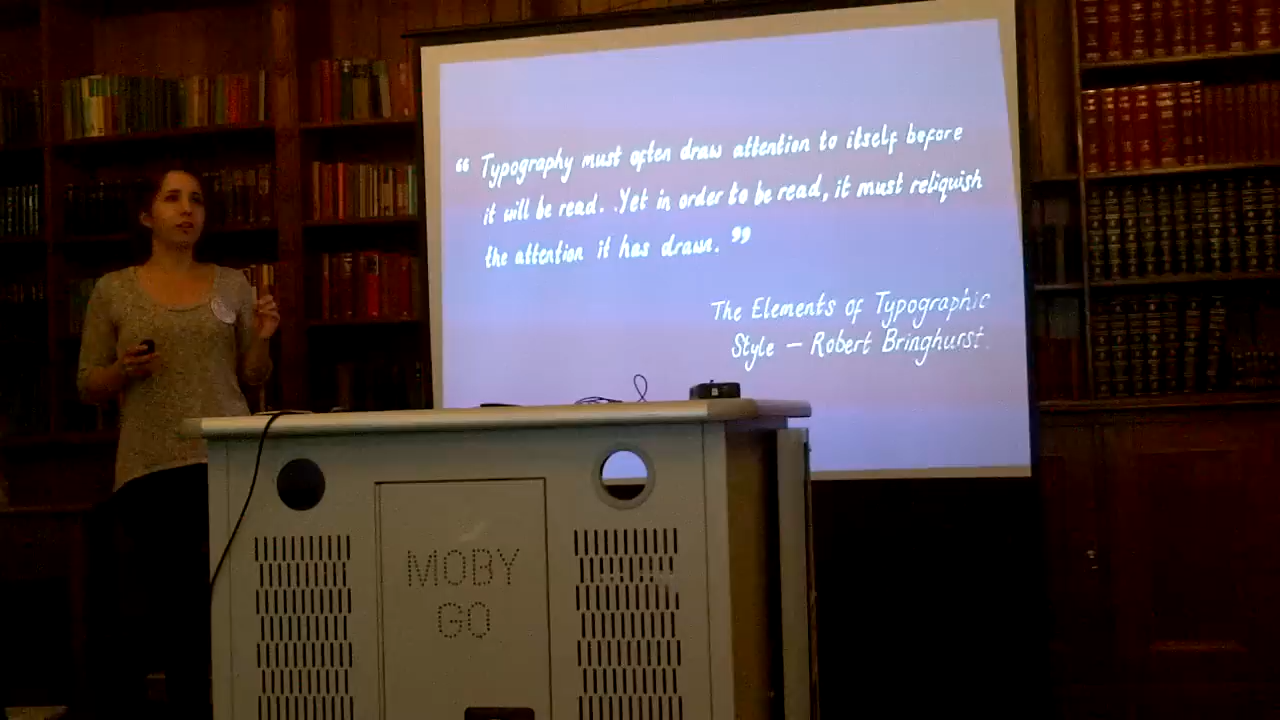 “ Typography must often draw attention to itself before
it will be read. .Yet in order to be read, it must reliquish
the attention it has drawn. ”
The Elements of Typographic
Style – Robert Bringhurst.
MOBY
GO